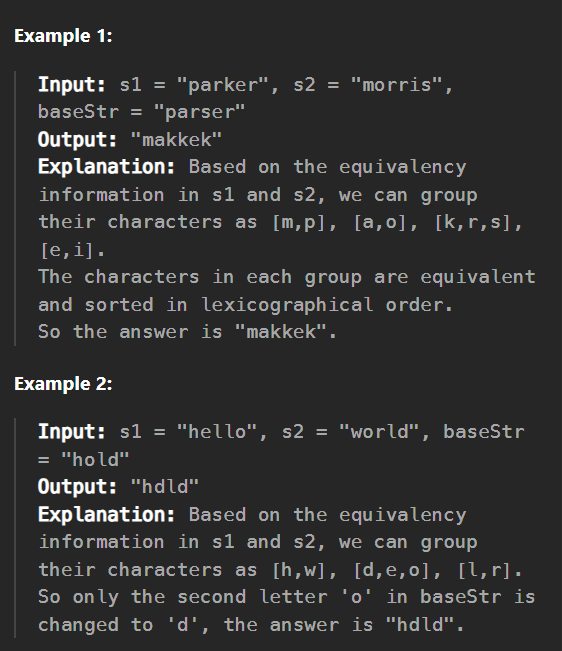 Example 1:
Input: s1 = "parker", s2 = "morris",
baseStr = "parser"
Output: "makkek"
Explanation: Based on the equivalency
information in s1 and s2, we can group
their characters as [m,p], [a,o], [k,r,s],
[e,i].
The characters in each group are equivalent
and sorted in lexicographical order.
So the answer is "makkek".
Example 2:
Input: s1 = "hello", s2 = "world", baseStr
= "hold"
Output: "hdld"
Explanation: Based on the equivalency
information in s1 and s2, we can group
their characters as [h,w], [d,e,o], [l,r].
So only the second letter 'o' in baseStr is
changed to 'd', the answer is "hdld".